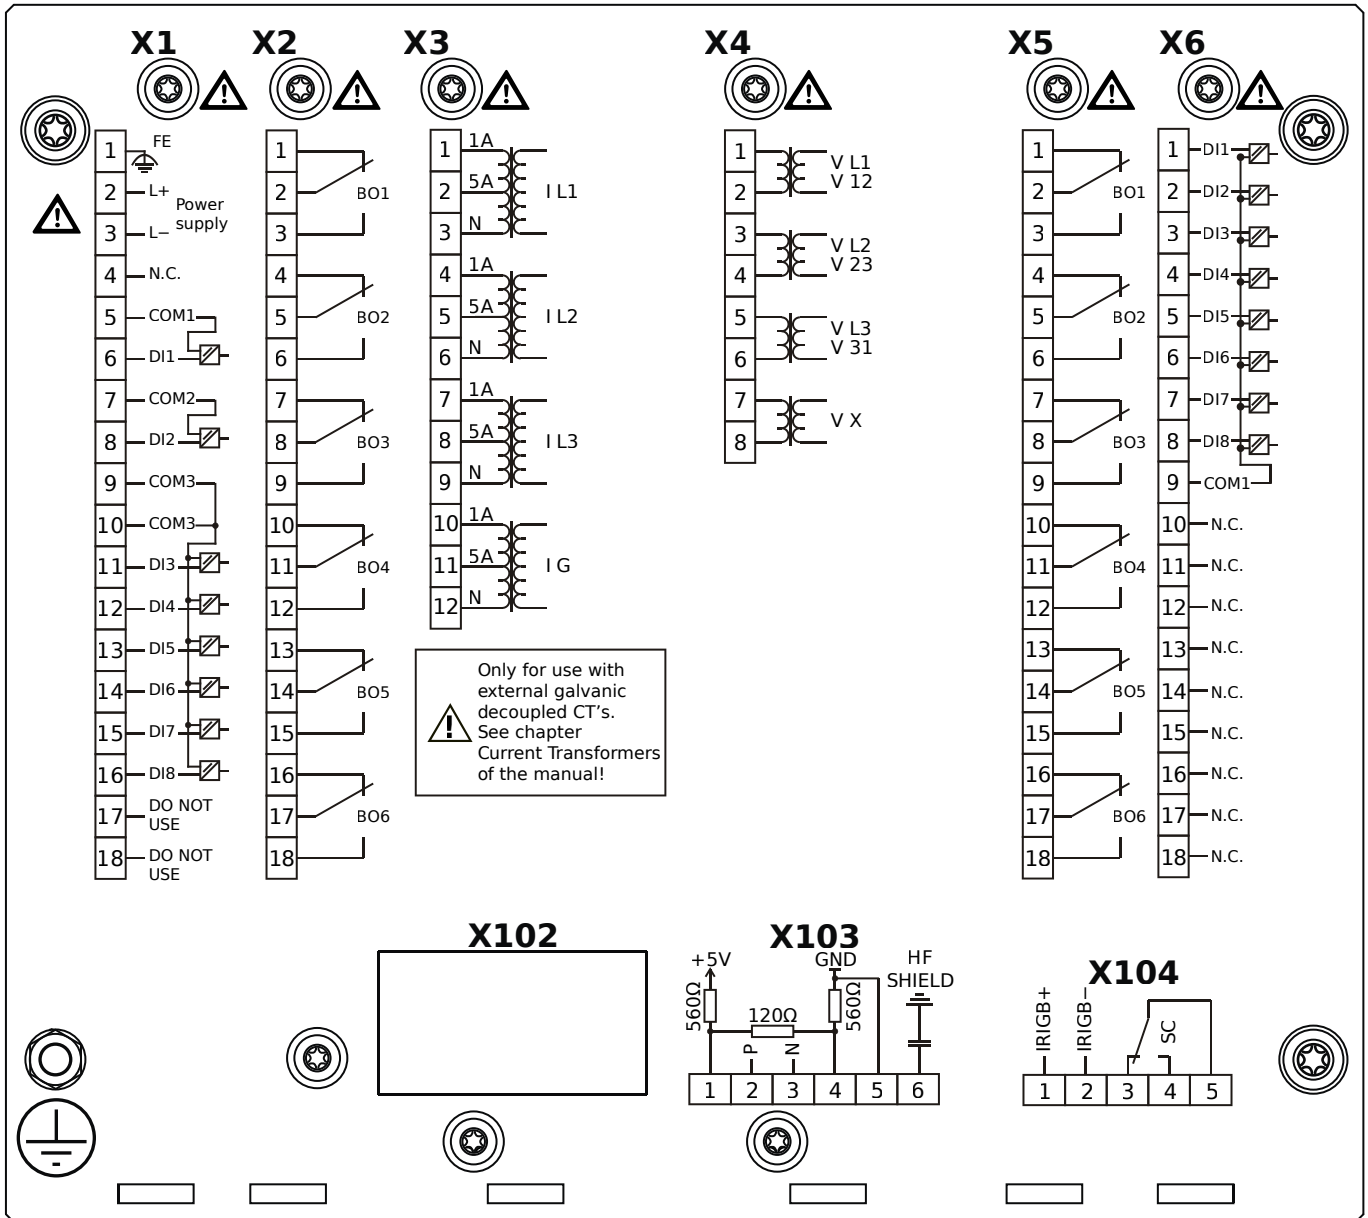 X1
X2
X3
X4
X5
X6
1 FE
2 L+
Power
supply
3 L−
4 N.C.
5 COM1
6 DI1
7 COM2
8 DI2
9 COM3
10 COM3
11 DI3
12 DI4
13 DI5
14 DI6
15 DI7
16 DI8
17 DO NOT
USE
18 DO NOT
USE
1
2 BO1
3
4
5 BO2
6
7
8 BO3
9
10
11 BO4
12
13
14 BO5
15
16
17 BO6
18
1 1A
2 5A I L1
3 N
4 1A
5 5A I L2
6 N
7 1A
8 5A I L3
9 N
10 1A
11 5A I G
12 N
Only for use with
external galvanic
decoupled CT's.
See chapter
Current Transformers
of the manual!
1 V L1
2 V 12
3 V L2
4 V 23
5 V L3
6 V 31
7 V X
8
1
2 BO1
3
4
5 BO2
6
7
8 BO3
9
10
11 BO4
12
13
14 BO5
15
16
17 BO6
18
1 DI1
2 DI2
3 DI3
4 DI4
5 DI5
6 DI6
7 DI7
8 DI8
9 COM1
10 N.C.
11 N.C.
12 N.C.
13 N.C.
14 N.C.
15 N.C.
16 N.C.
17 N.C.
18 N.C.
X102
X103
+5V
GND
HF
SHIELD
560Ω
120Ω
560Ω
P
N
1 2 3 4 5 6
X104
IRIGB+
IRIGB−
SC
1 2 3 4 5